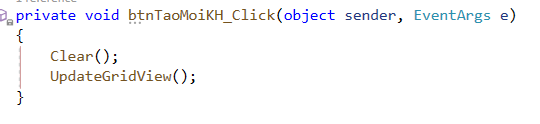 private void btnTaoMoiKH_Click(object sender, EventArgs e)
{
Clear();
UpdateGridView();
}